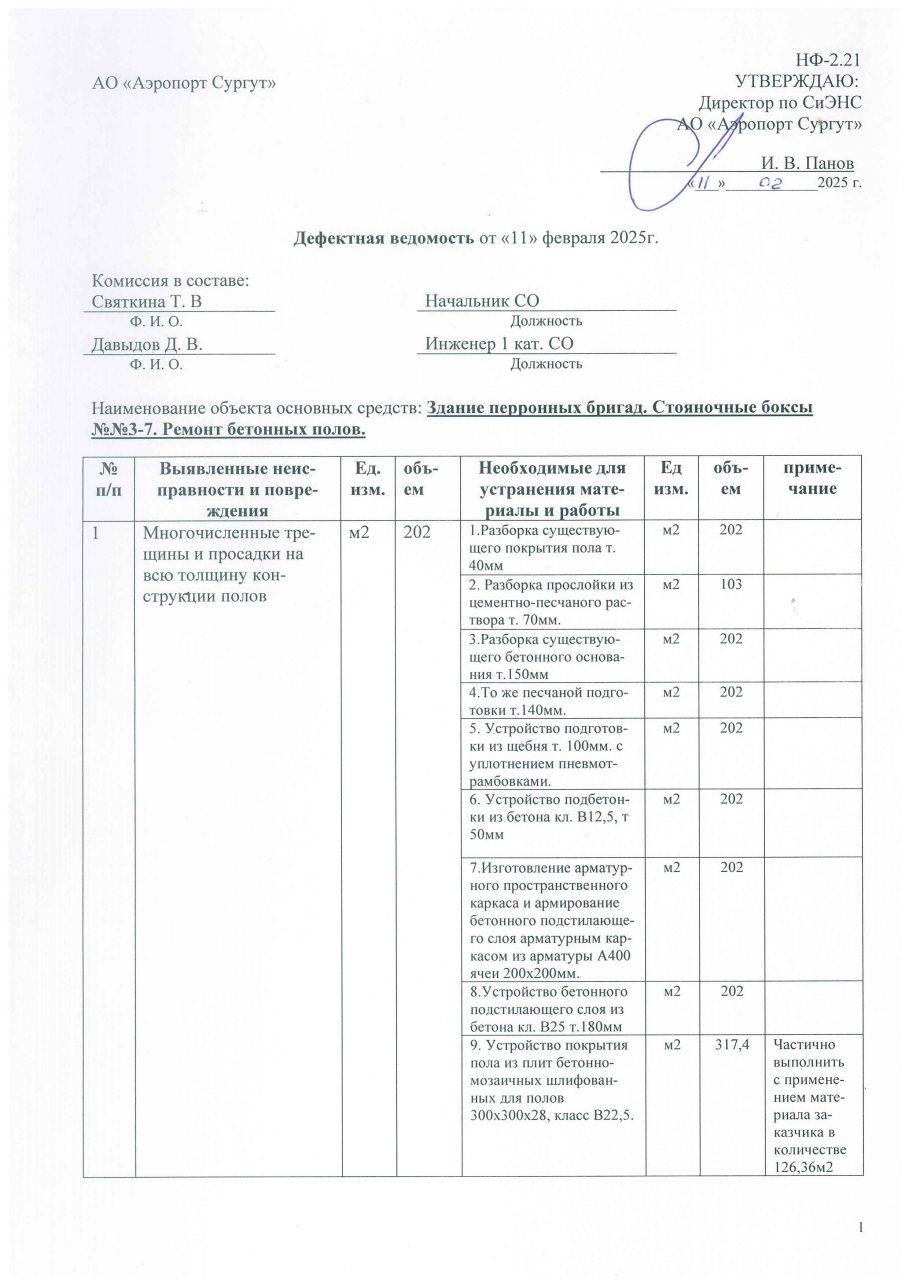 НФ-2.21
АО «Аэропорт Сургут»
УТВЕРЖДАЮ:
Директор по СиЭНС
АО «Аэропорт Сургут»
И. В. Панов
«11» 02 2025 г.
Дефектная ведомость от «11» февраля 2025г.
Комиссия в составе:
Святкина Т. В Начальник СО
Ф. И. О. Должность
Давыдов Д. В. Инженер 1 кат. СО
Ф. И. О. Должность
Наименование объекта основных средств: Здание перронных бригад. Стояночные боксы
№№3-7. Ремонт бетонных полов.
№ п/п
Выявленные неис-
правности и повре-
ждения
Ед.
изм.
объ-
ем
Необходимые для
устранения мате-
риалы и работы
Ед
изм.
объ-
ем
приме-
чание
1
Многочисленные тре-
щины и просадки на
всю толщину кон-
струкции полов
м2
202
1.Разборка существую-
щего покрытия пола т.
40мм
м2
202
2. Разборка прослойки из
цементно-песчаного рас-
твора т. 70мм.
м2
103
3.Разборка существую-
щего бетонного основа-
ния т.150мм
м2
202
4.То же песчаной подго-
товки т.140мм.
м2
202
5. Устройство подготов-
ки из щебня т. 100мм. с
уплотнением пневмот-
рамбовками.
м2
202
6. Устройство подбетон-
ки из бетона кл. В12,5, т
50мм
м2
202
7.Изготовление арматур-
ного пространственного
каркаса и армирование
бетонного подстилающе-
го слоя арматурным кар-
касом из арматуры А400
ячеи 200х200мм.
м2
202
8.Устройство бетонного
подстилающего слоя из
бетона кл. В25 т.180мм
м2
202
9. Устройство покрытия
пола из плит бетонно-
мозаичных шлифован-
ных для полов
300х300х28, класс В22,5.
м2
317,4
Частично
выполнить
с примене-
нием мате-
риала за-
казчика в
количестве
126,36м2
1